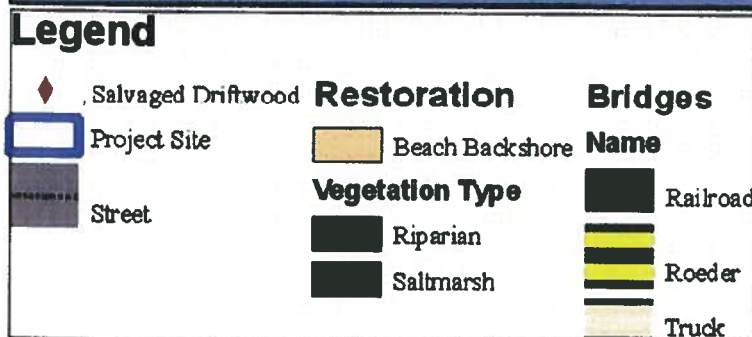 Legend
Salvaged Driftwood
Project Site
Street
Restoration
Beach Backshore
Vegetation Type
Riparian
Saltmarsh
Bridges
Name
Railroad
Roeder
Truck